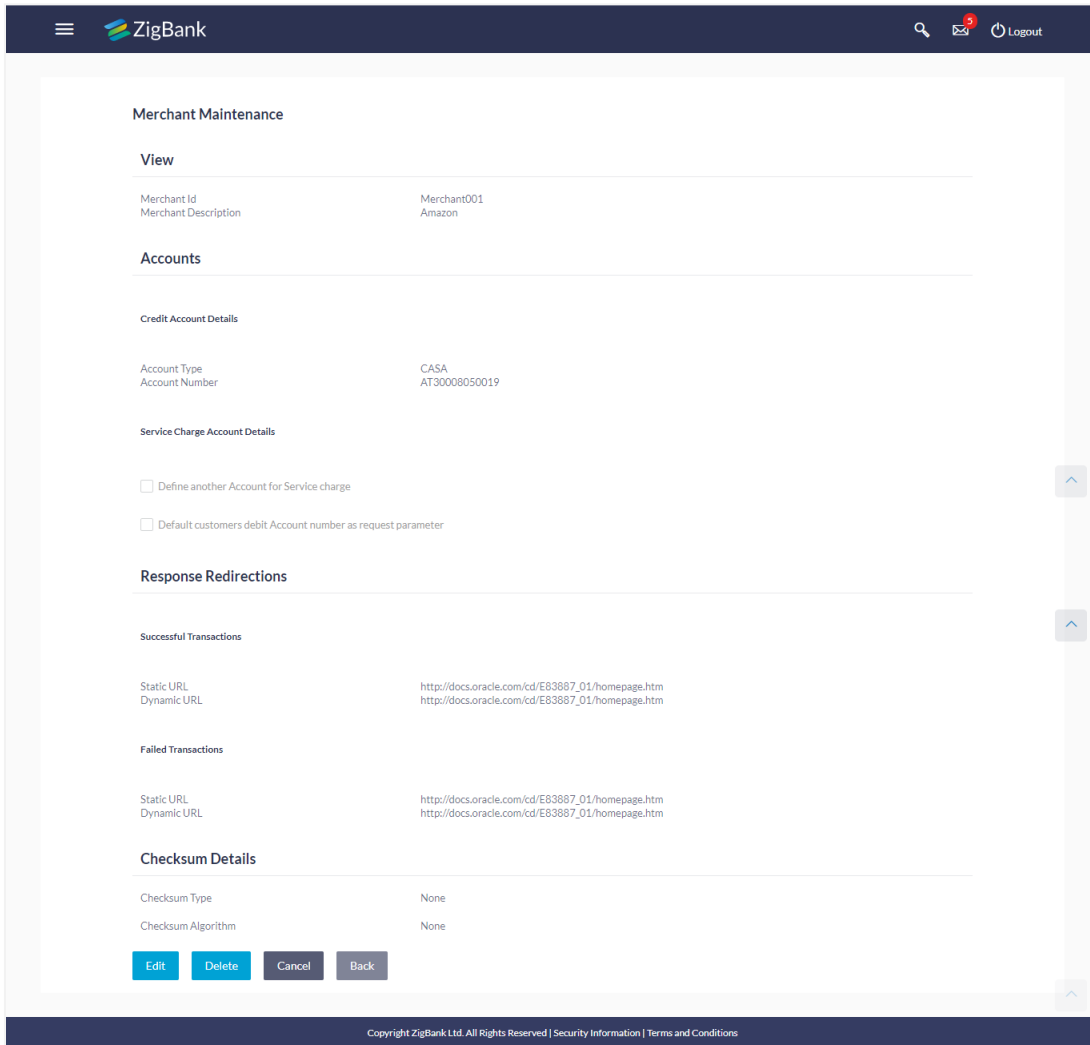 ZigBank
5
Logout
Merchant Maintenance
View
Merchant Id Merchant001
Merchant Description Amazon
Accounts
Credit Account Details
Account Type CASA
Account Number AT30008050019
Service Charge Account Details
Define another Account for Service charge
Default customers debit Account number as request parameter
Response Redirections
Successful Transactions
Static URL http://docs.oracle.com/cd/E83887_01/homepage.htm
Dynamic URL http://docs.oracle.com/cd/E83887_01/homepage.htm
Failed Transactions
Static URL http://docs.oracle.com/cd/E83887_01/homepage.htm
Dynamic URL http://docs.oracle.com/cd/E83887_01/homepage.htm
Checksum Details
Checksum Type None
Checksum Algorithm None
Edit Delete Cancel Back
Copyright ZigBank Ltd. All Rights Reserved | Security Information | Terms and Conditions